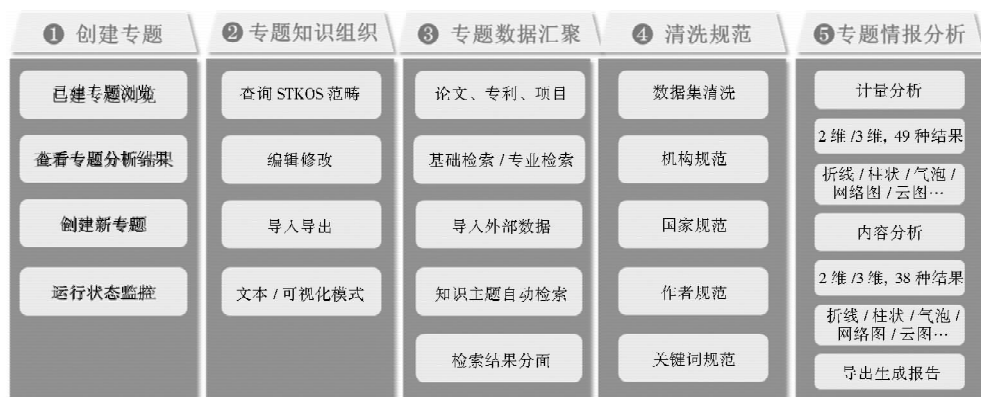 ❶ 创建专题
已建专题浏览
查看专题分析结果
创建新专题
运行状态监控
❷专题知识组织
查询 STKOS 范畴
编辑修改
导入导出
文本 / 可视化模式
❸ 专题数据汇聚
论文、专利、项目
基础检索 / 专业检索
导入外部数据
知识主题自动检索
检索结果分面
❹ 清洗规范
数据集清洗
机构规范
国家规范
作者规范
关键词规范
❺专题情报分析
计量分析
2 维 /3 维, 49 种结果
折线 / 柱状 / 气泡 /
网络图 / 云图…
内容分析
2 维 /3 维, 38 种结果
折线 / 柱状 / 气泡 /
网络图 / 云图…
导出生成报告